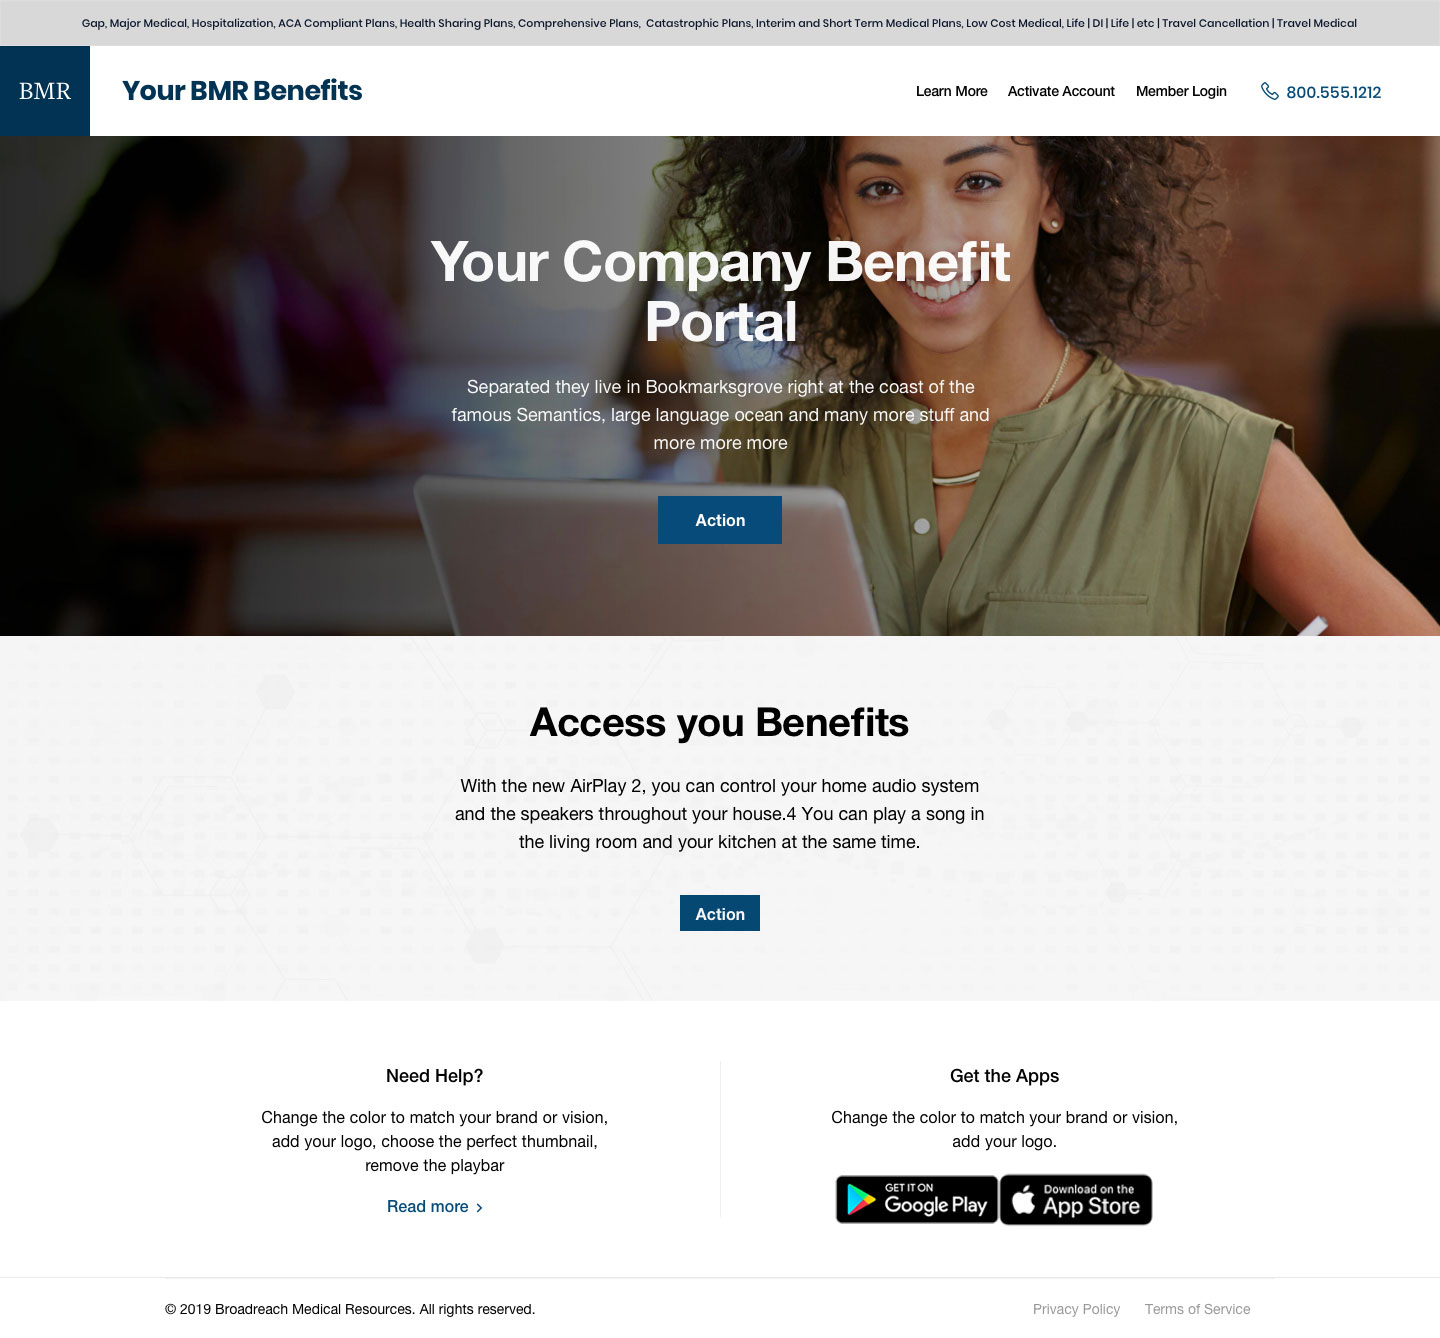 Gap, Major Medical, Hospitalization, ACA Compliant Plans, Health Sharing Plans, Comprehensive Plans,  Catastrophic Plans, Interim and Short Term Medical Plans, Low Cost Medical, Life | DI | Life | etc | Travel Cancellation | Travel Medical
BMR
Your BMR Benefits
Learn More
Activate Account
Member Login
800.555.1212
Your Company Benefit
Portal
Separated they live in Bookmarksgrove right at the coast of the
famous Semantics, large language ocean and many more stuff and
more more more
Action
Access you Benefits
With the new AirPlay 2, you can control your home audio system
and the speakers throughout your house.4 You can play a song in
the living room and your kitchen at the same time.
Action
Need Help?
Change the color to match your brand or vision,
add your logo, choose the perfect thumbnail,
remove the playbar
Read more
Get the Apps
Change the color to match your brand or vision,
add your logo.
GET IT ON
Google Play
Download on the
App Store
© 2019 Broadreach Medical Resources. All rights reserved.
Privacy Policy
Terms of Service